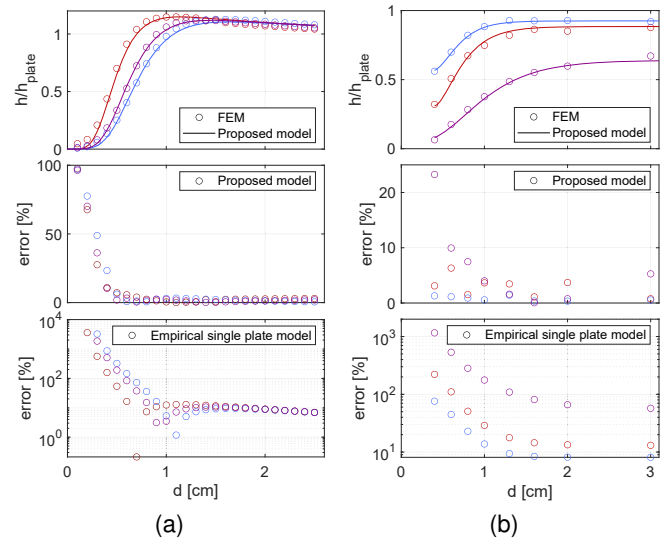 h/h_plate
1
0.5
0
FEM
Proposed model
error [%]
100
50
0
Proposed model
error [%]
10^4
10^2
10^0
Empirical single plate model
0
1
2
d [cm]
(a)
h/h_plate
1
0.5
0
FEM
Proposed model
error [%]
20
10
0
Proposed model
error [%]
10^3
10^2
10^1
Empirical single plate model
0
1
2
3
d [cm]
(b)